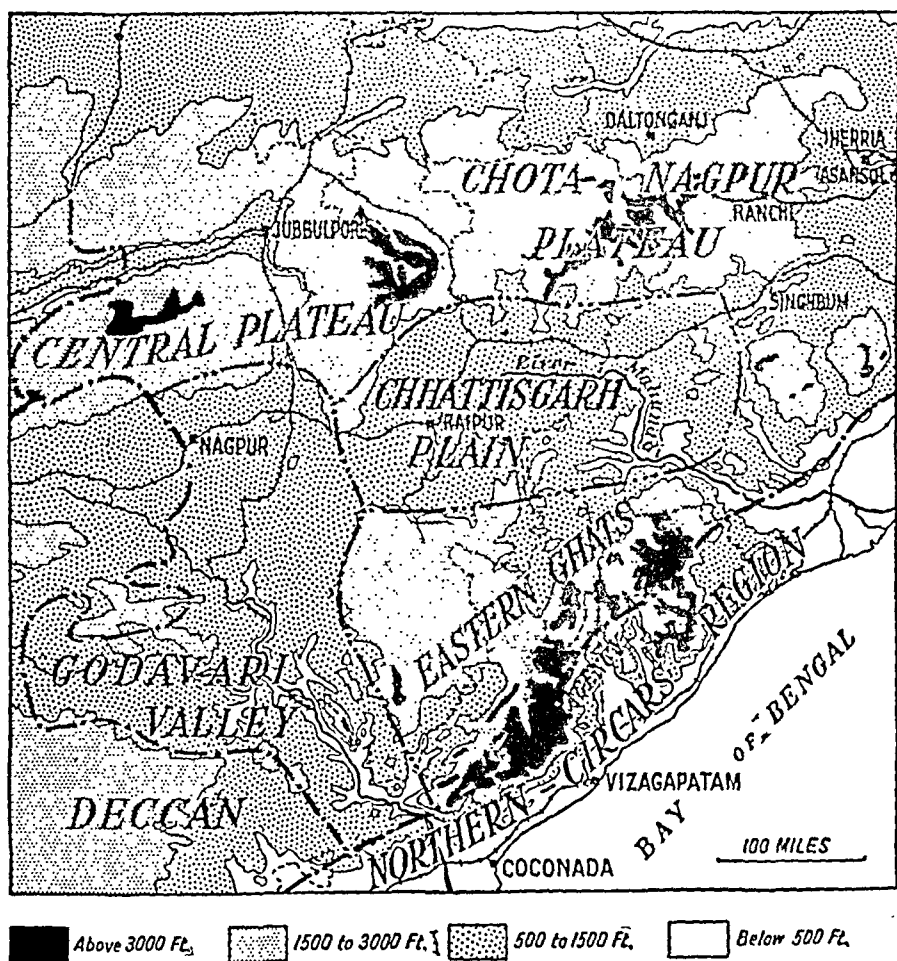 DALTONGANJ
JHERRIA
ASANSOL
CHOTA NAGPUR
RANCHI
PLATEAU
JUBBULPOR
SINGHBUM
CENTRAL PLATEAU
River
CHHATTISGARH
RAIPUR
PLAIN
NAGPUR
EASTERN GHATS
NORTHERN CIRCARS REGION
GODAVARI
VALLEY
DECCAN
VIZAGAPATAM
BAY OF BENGAL
COCONADA
100 MILES
Above 3000 Ft.
1500 to 3000 Ft.
500 to 1500 Ft.
Below 500 Ft.